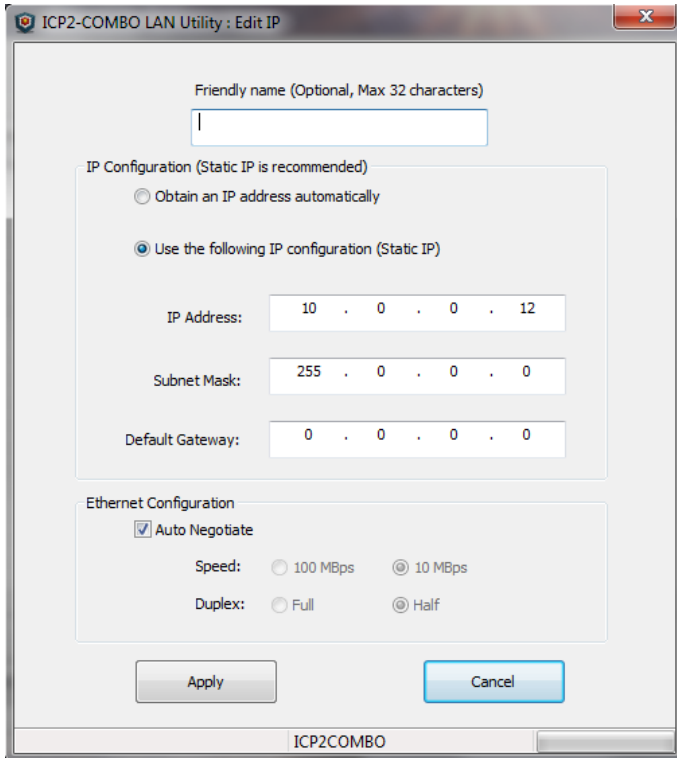 ICP2-COMBO LAN Utility : Edit IP
Friendly name (Optional, Max 32 characters)
IP Configuration (Static IP is recommended)
Obtain an IP address automatically
Use the following IP configuration (Static IP)
IP Address: 10 . 0 . 0 . 12
Subnet Mask: 255 . 0 . 0 . 0
Default Gateway: 0 . 0 . 0 . 0
Ethernet Configuration
Auto Negotiate
Speed: 100 MBps 10 MBps
Duplex: Full Half
Apply Cancel
ICP2COMBO